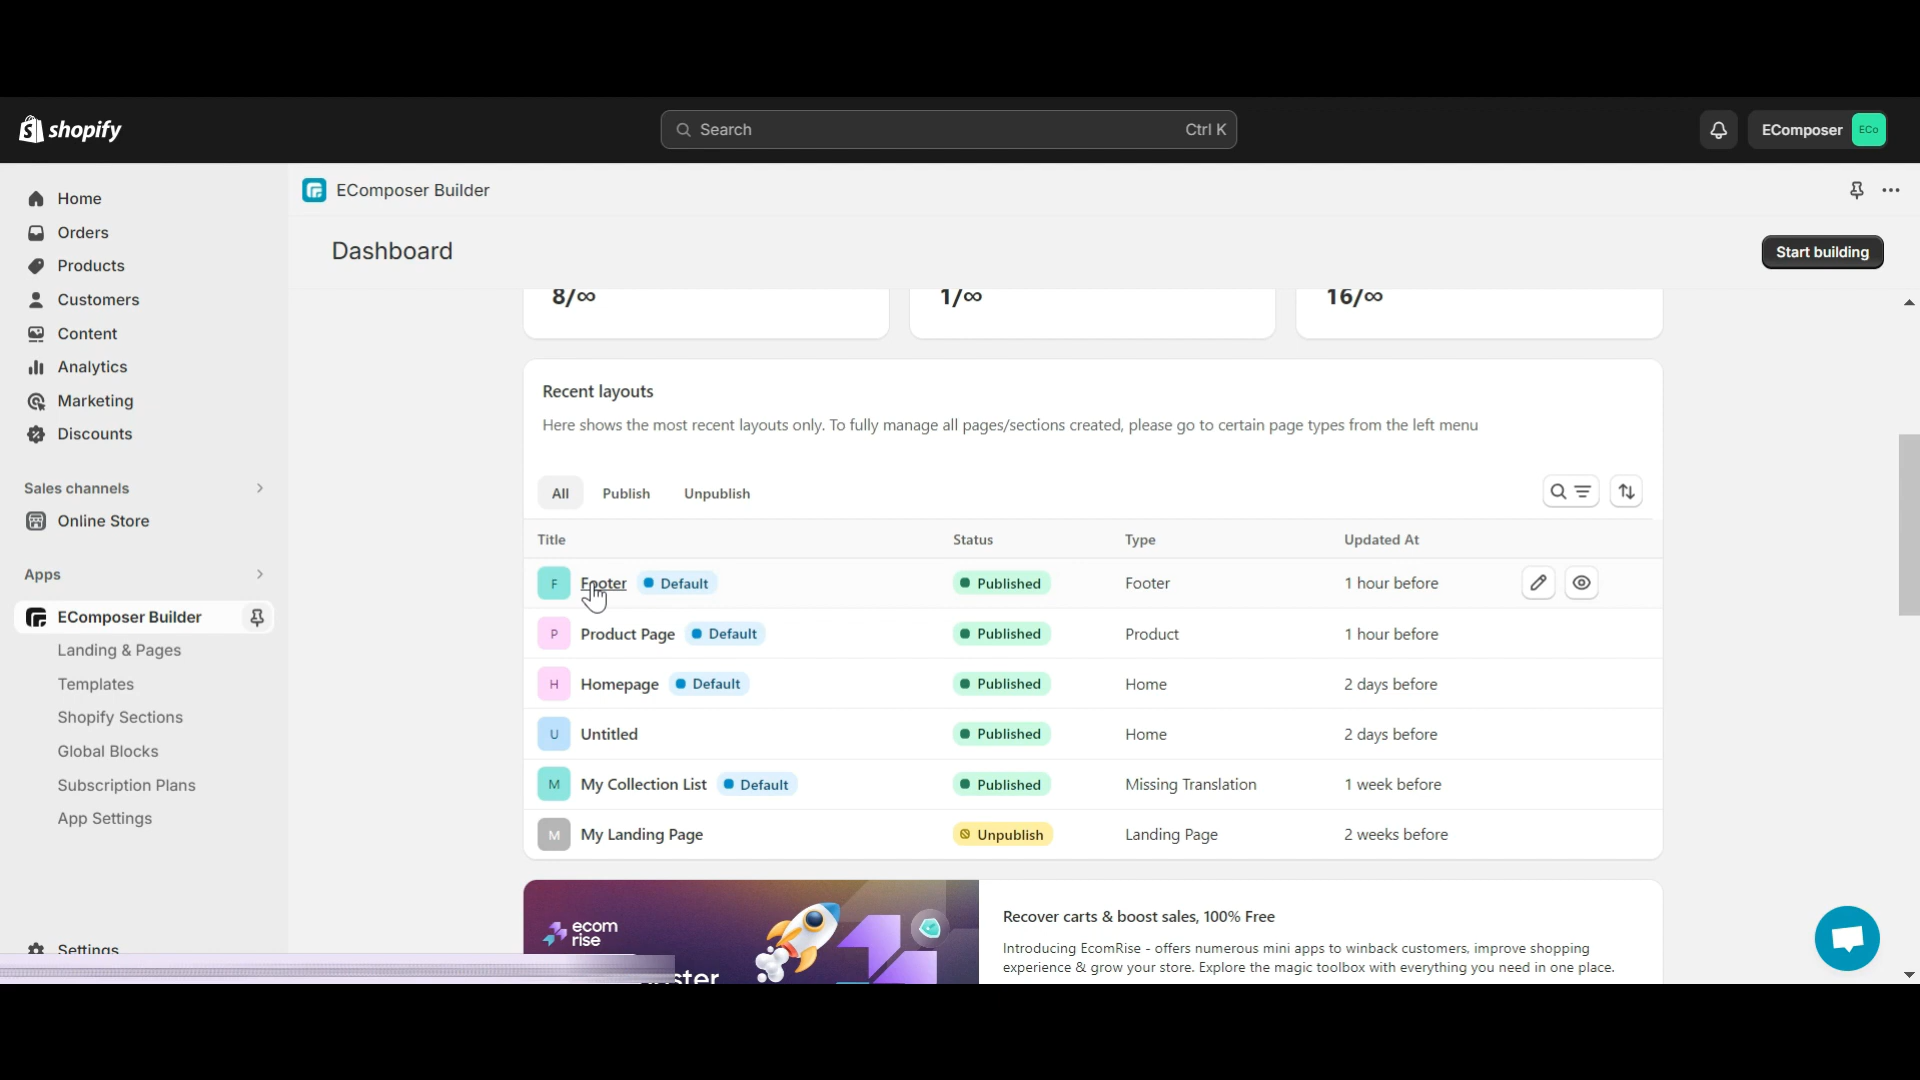 shopify
Search
Ctrl K
EComposer
ECo
Home
Orders
Products
Customers
Content
Analytics
Marketing
Discounts
Sales channels
Online Store
Apps
EComposer Builder
Landing & Pages
Templates
Shopify Sections
Global Blocks
Subscription Plans
App Settings
Settings
EComposer Builder
Dashboard
Start building
8/∞
1/∞
16/∞
Recent layouts
Here shows the most recent layouts only. To fully manage all pages/sections created, please go to certain page types from the left menu
All Publish Unpublish
Title Status Type Updated At
F Footer Default Published Footer 1 hour before
P Product Page Default Published Product 1 hour before
H Homepage Default Published Home 2 days before
U Untitled Published Home 2 days before
M My Collection List Default Published Missing Translation 1 week before
M My Landing Page Unpublish Landing Page 2 weeks before
ecom
rise
Recover carts & boost sales, 100% Free
Introducing EcomRise - offers numerous mini apps to winback customers, improve shopping
experience & grow your store. Explore the magic toolbox with everything you need in one place.